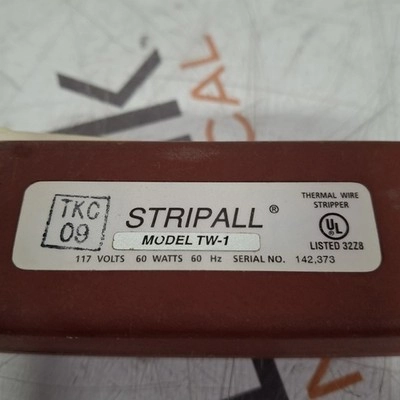 TKC
09
STRIPALL®
MODEL TW-1
THERMAL WIRE
STRIPPER
UL
LISTED 32Z8
117 VOLTS 60 WATTS 60 Hz SERIAL NO. 142,373
CAL